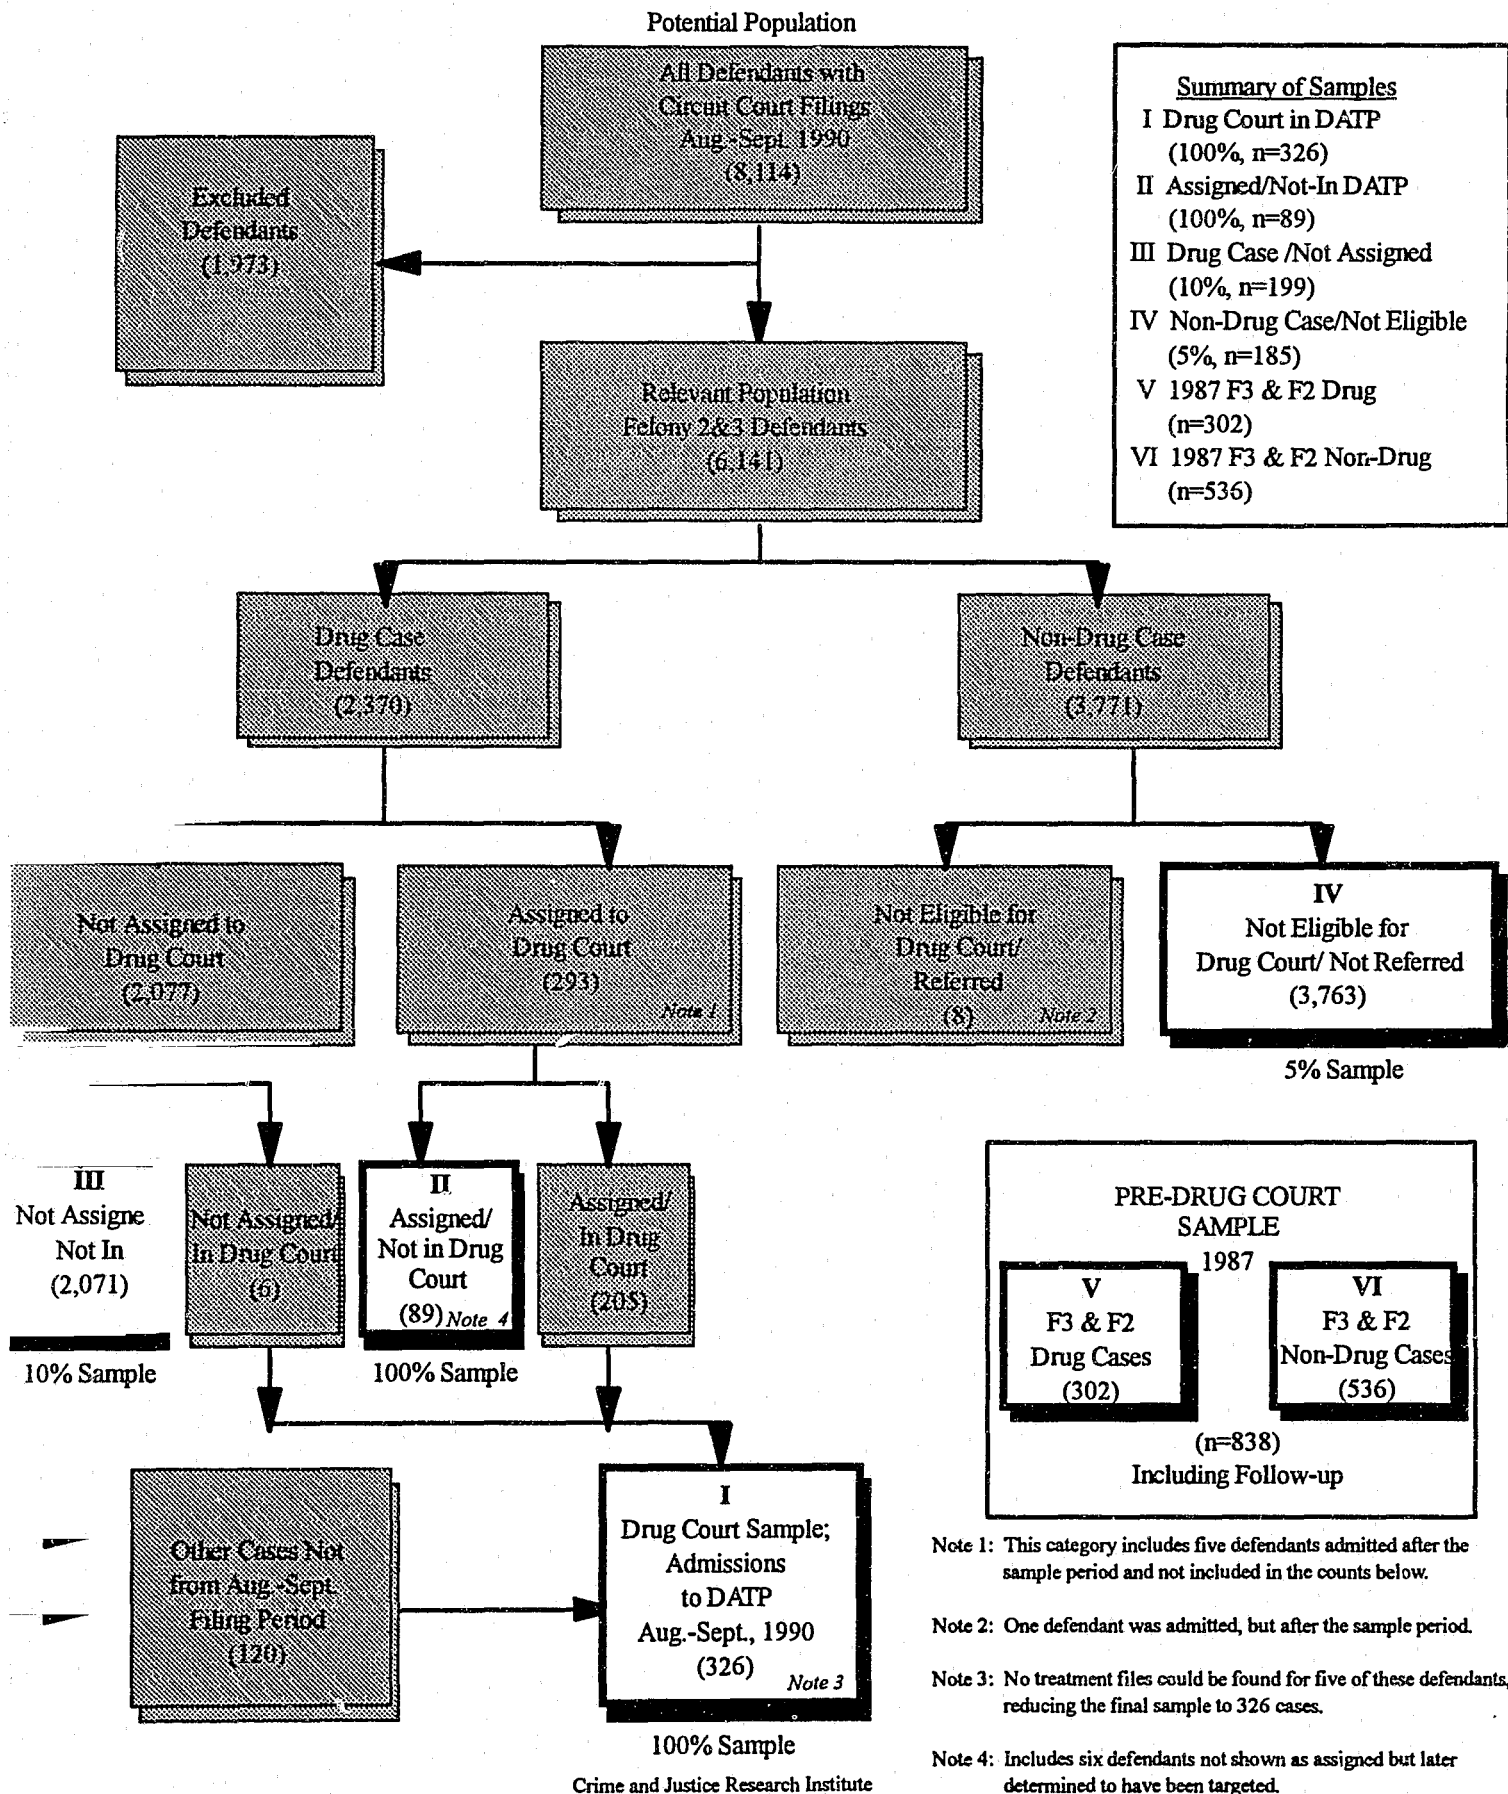 Potential Population
All Defendants with
Circuit Court Filings
Aug.-Sept. 1990
(8,114)
Summary of Samples
I Drug Court in DATP
(100%, n=326)
II Assigned/Not-In DATP
(100%, n=89)
III Drug Case /Not Assigned
(10%, n=199)
IV Non-Drug Case/Not Eligible
(5%, n=185)
V 1987 F3 & F2 Drug
(n=302)
VI 1987 F3 & F2 Non-Drug
(n=536)
Excluded
Defendants
(1,973)
Relevant Population
Felony 2&3 Defendants
(6,141)
Drug Case
Defendants
(2,370)
Non-Drug Case
Defendants
(3,771)
Not Assigned to
Drug Court
(2,077)
Assigned to
Drug Court
(293)
Note 1
Not Eligible for
Drug Court/
Referred
(8)
Note 2
IV
Not Eligible for
Drug Court/ Not Referred
(3,763)
5% Sample
III
Not Assigne
Not In
(2,071)
10% Sample
Not Assigned/
In Drug Court
(6)
II
Assigned/
Not in Drug
Court
(89) Note 4
100% Sample
Assigned/
In Drug
Court
(205)
PRE-DRUG COURT
SAMPLE
1987
V
F3 & F2
Drug Cases
(302)
VI
F3 & F2
Non-Drug Cases
(536)
(n=838)
Including Follow-up
Other Cases Not
from Aug.-Sept.
Filing Period
(120)
I
Drug Court Sample;
Admissions
to DATP
Aug.-Sept., 1990
(326)
Note 3
100% Sample
Crime and Justice Research Institute
Note 1: This category includes five defendants admitted after the
sample period and not included in the counts below.
Note 2: One defendant was admitted, but after the sample period.
Note 3: No treatment files could be found for five of these defendants,
reducing the final sample to 326 cases.
Note 4: Includes six defendants not shown as assigned but later
determined to have been targeted.